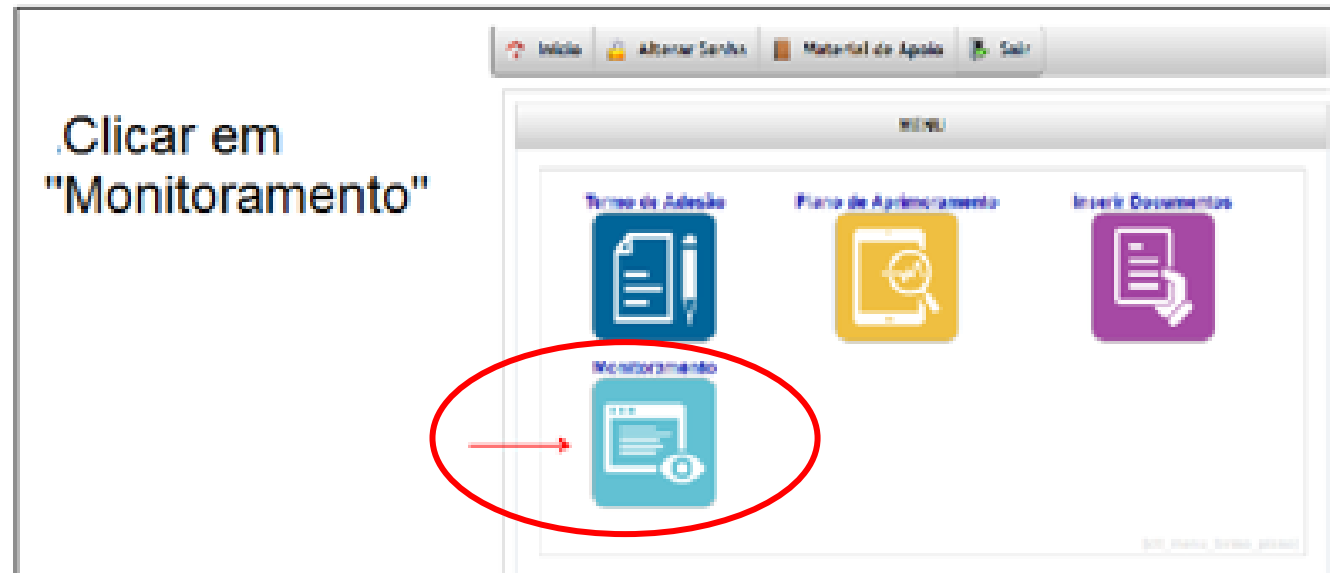 Início Alterar Senha Material de Apoio Sair
.Clicar em
"Monitoramento"
MENU
Termo de Adesão Plano de Aprimoramento Inserir Documentos
Monitoramento